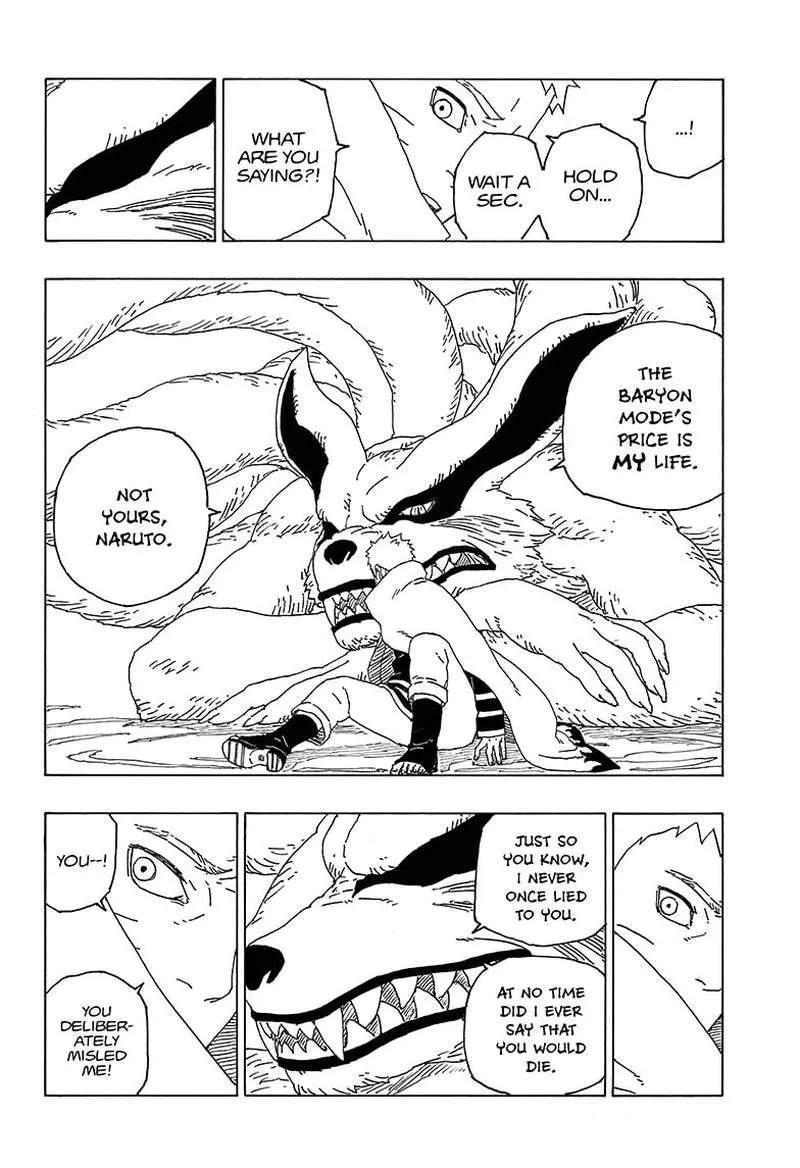 ...!
HOLD
ON...
WAIT A
SEC.
WHAT
ARE YOU
SAYING?!
THE
BARYON
MODE'S
PRICE IS
MY LIFE.
NOT
YOURS,
NARUTO.
JUST SO
YOU KNOW,
I NEVER
ONCE LIED
TO YOU.
AT NO TIME
DID I EVER
SAY THAT
YOU WOULD
DIE.
YOU--!
YOU
DELIBER-
ATELY
MISLED
ME!